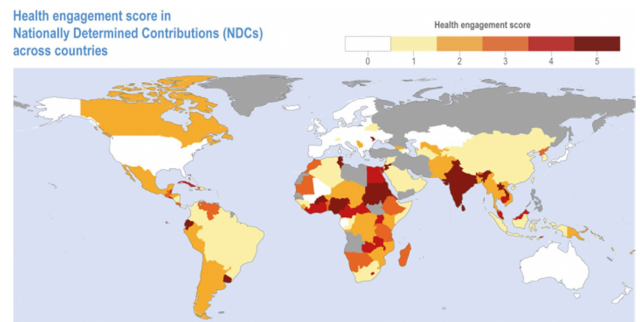 Health engagement score in
Nationally Determined Contributions (NDCs)
across countries
Health engagement score
0 1 2 3 4 5